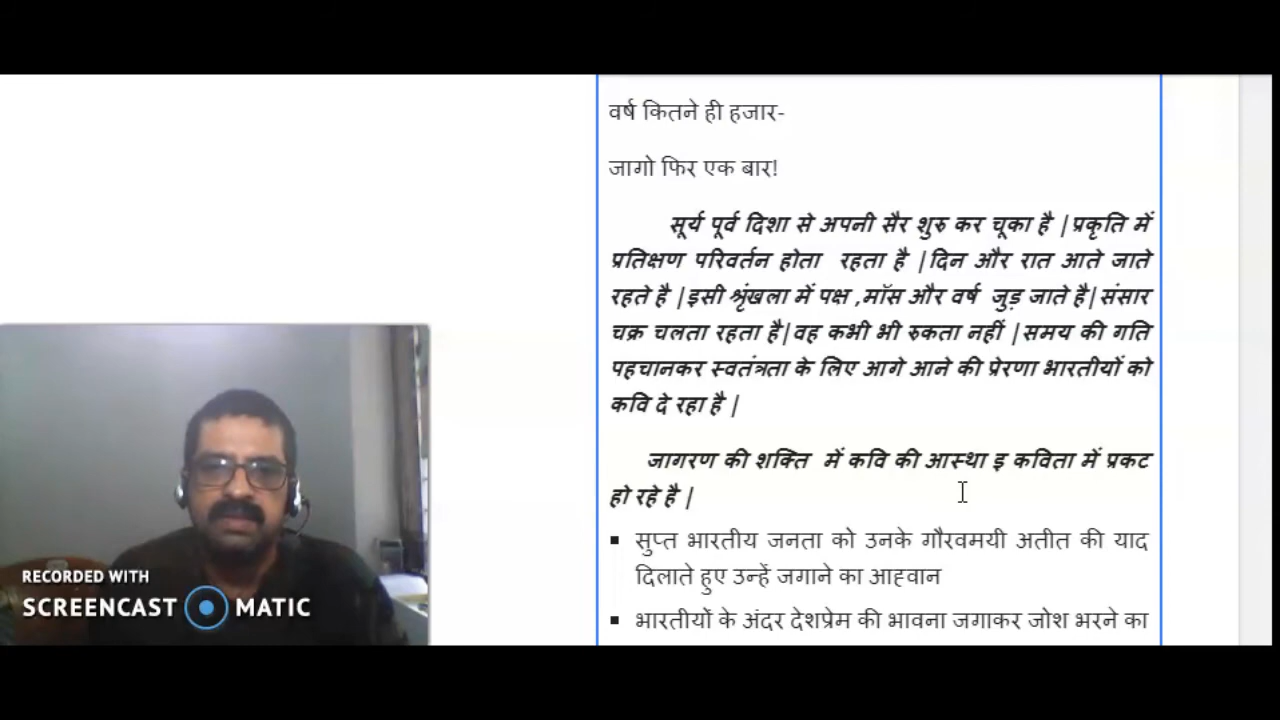 वर्ष कितने ही हजार-
जागो फिर एक बार!
सूर्य पूर्व दिशा से अपनी सैर शुरु कर चूका है |प्रकृति में
प्रतिक्षण परिवर्तन होता रहता है |दिन और रात आते जाते
रहते है |इसी श्रृंखला में पक्ष ,मॉस और वर्ष जुड़ जाते है|संसार
चक्र चलता रहता है|वह कभी भी रुकता नहीं |समय की गति
पहचानकर स्वतंत्रता के लिए आगे आने की प्रेरणा भारतीयों को
कवि दे रहा है |
जागरण की शक्ति में कवि की आस्था इ कविता में प्रकट
हो रहे है |
▪ सुप्त भारतीय जनता को उनके गौरवमयी अतीत की याद
दिलाते हुए उन्हें जगाने का आह्वान
▪ भारतीयों के अंदर देशप्रेम की भावना जगाकर जोश भरने का
RECORDED WITH
SCREENCAST MATIC